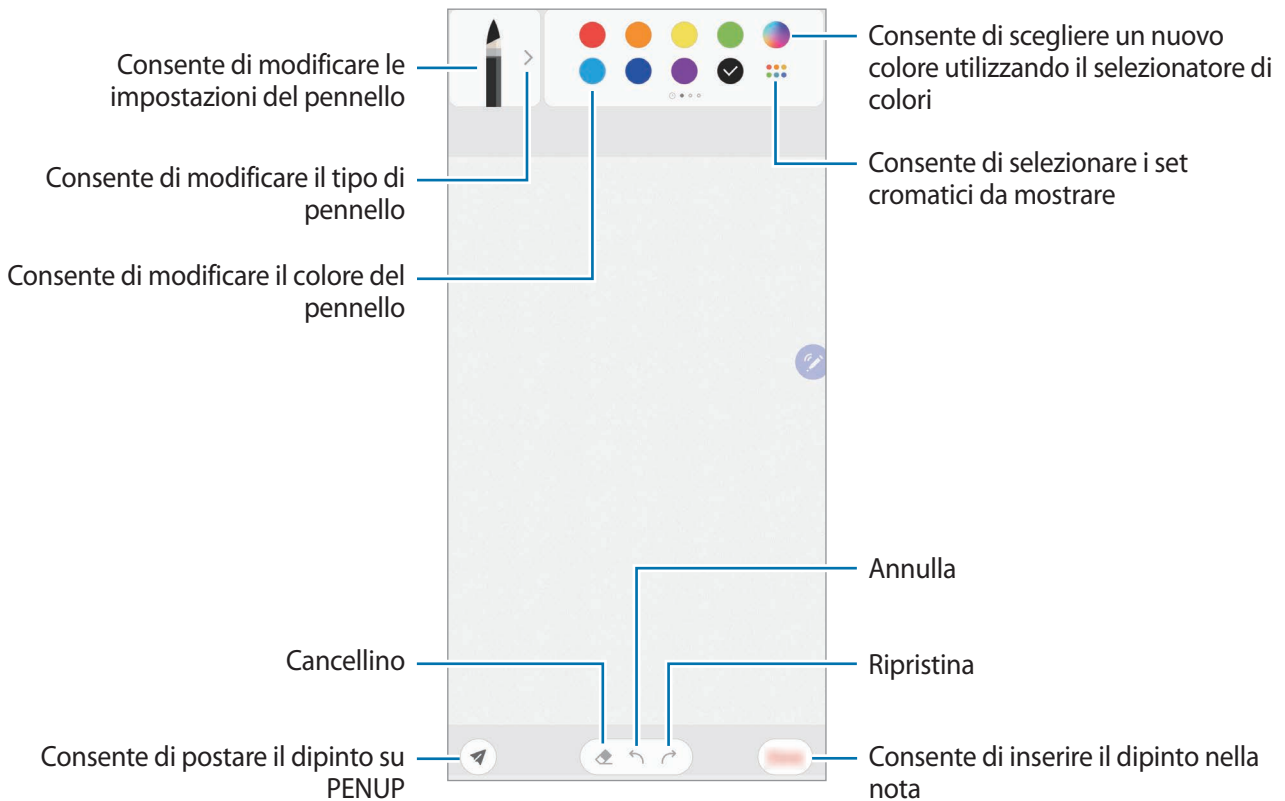 Consente di modificare le
impostazioni del pennello
Consente di modificare il tipo di
pennello
Consente di modificare il colore del
pennello
Consente di scegliere un nuovo
colore utilizzando il selezionatore di
colori
Consente di selezionare i set
cromatici da mostrare
Annulla
Cancellino
Ripristina
Consente di postare il dipinto su
PENUP
Consente di inserire il dipinto nella
nota